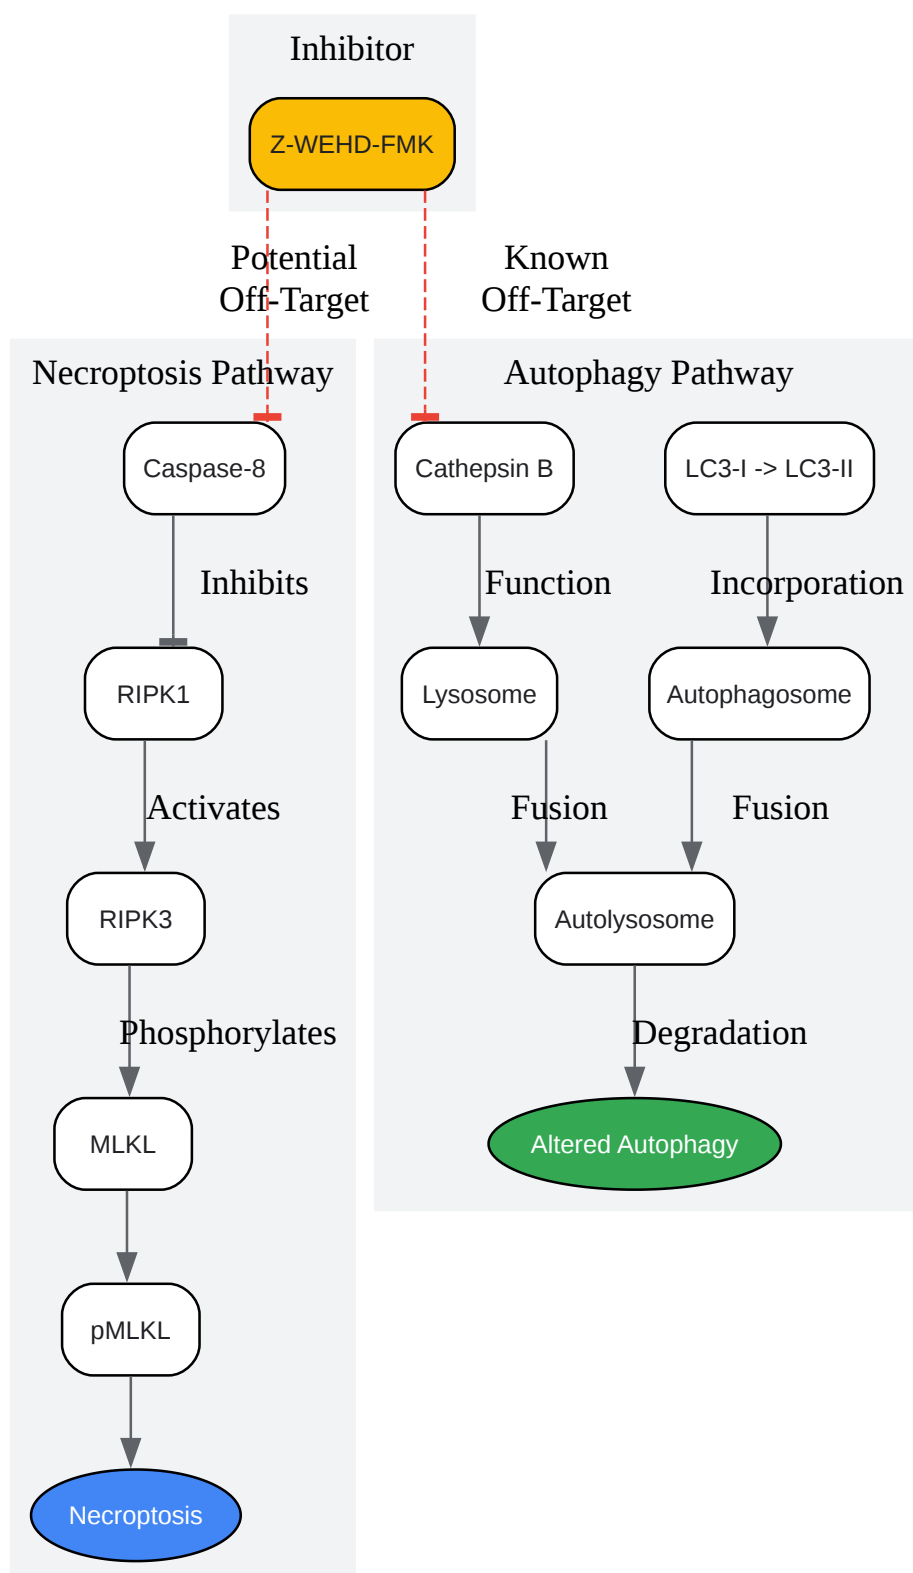 Inhibitor
Z-WEHD-FMK
Potential
Off-Target
Known
Off-Target
Necroptosis Pathway
Caspase-8
Inhibits
RIPK1
Activates
RIPK3
Phosphorylates
MLKL
pMLKL
Necroptosis
Autophagy Pathway
Cathepsin B
LC3-I -> LC3-II
Function
Incorporation
Lysosome
Autophagosome
Fusion
Fusion
Autolysosome
Degradation
Altered Autophagy